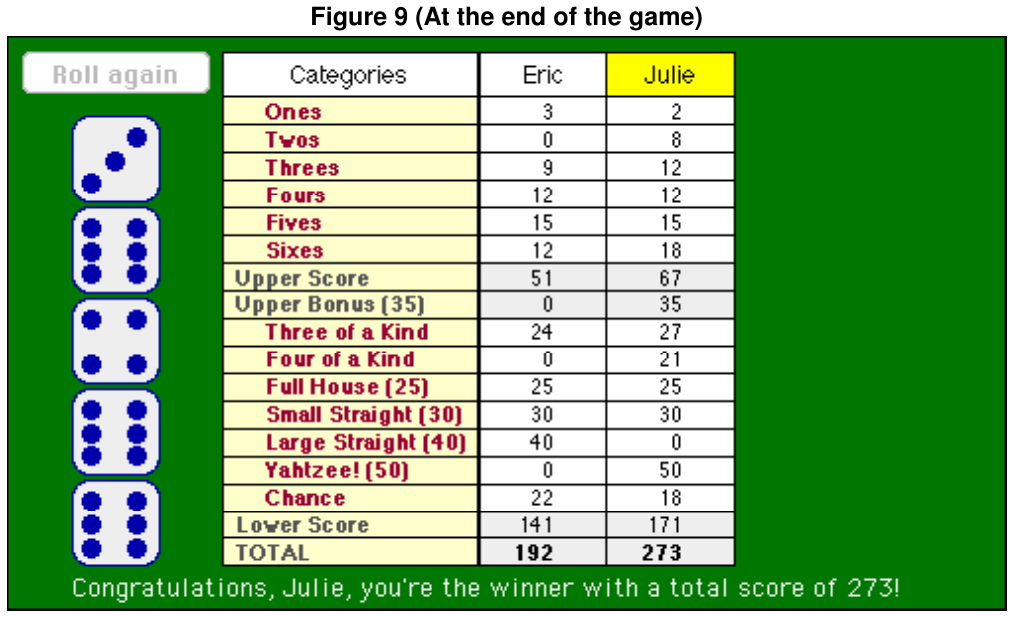 Figure 9 (At the end of the game)
Roll again
Categories Eric Julie
Ones 3 2
Twos 0 8
Threes 9 12
Fours 12 12
Fives 15 15
Sixes 12 18
Upper Score 51 67
Upper Bonus (35) 0 35
Three of a Kind 24 27
Four of a Kind 0 21
Full House (25) 25 25
Small Straight (30) 30 30
Large Straight (40) 40 0
Yahtzee! (50) 0 50
Chance 22 18
Lower Score 141 171
TOTAL 192 273
Congratulations, Julie, you're the winner with a total score of 273!